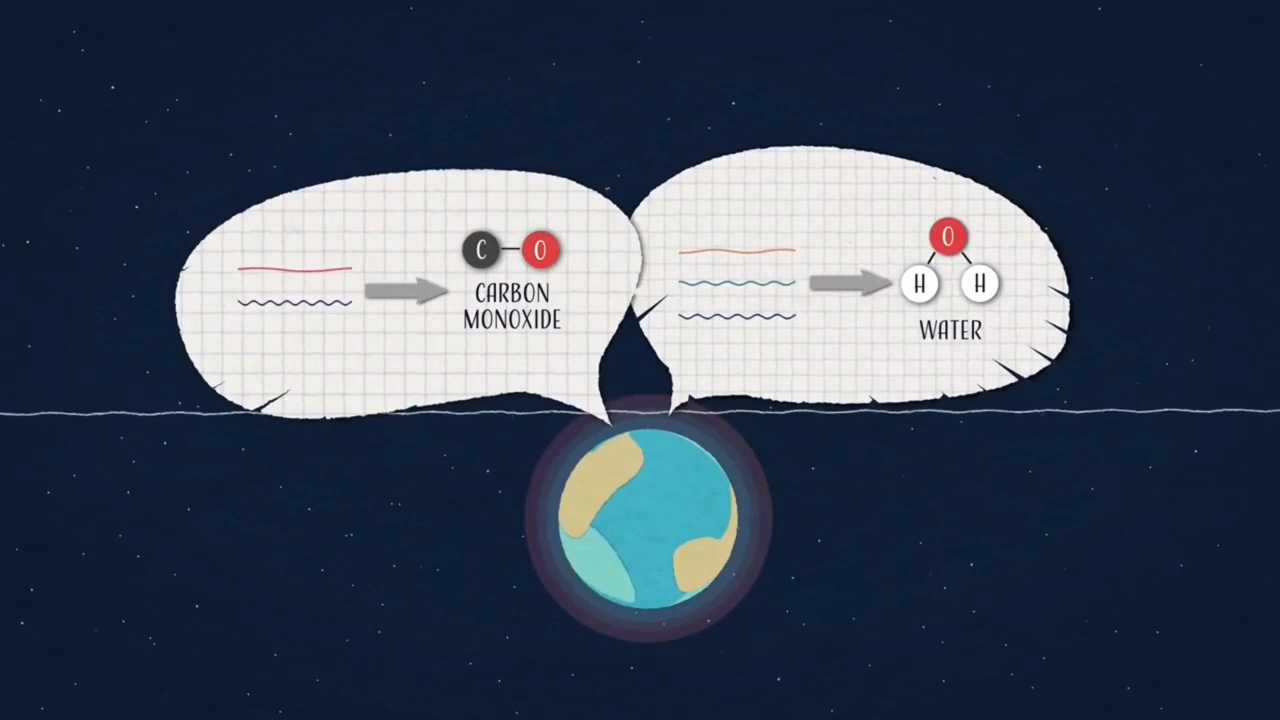 C O
CARBON
MONOXIDE
O
H H
WATER